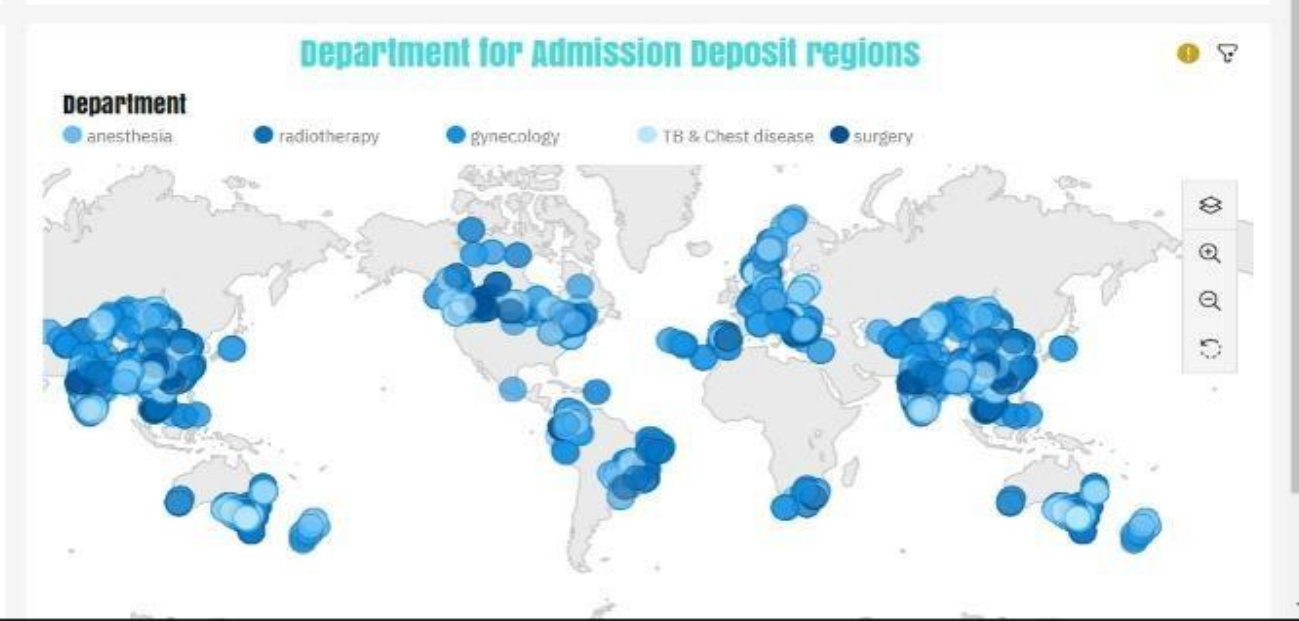 Department for Admission Deposit regions
Department
anesthesia radiotherapy gynecology TB & Chest disease surgery